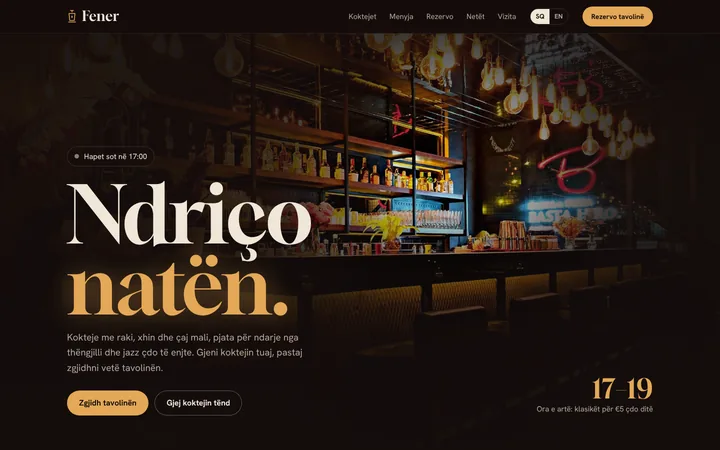 Fener
Koktejet Menyja Rezervo Netët Vizita SQ EN Rezervo tavolinë
Hapet sot në 17:00
Ndriço
natën.
Kokteje me raki, xhin dhe çaj mali, pjata për ndarje nga
thëngjilli dhe jazz çdo të enjte. Gjeni koktejin tuaj, pastaj
zgjidhni vetë tavolinën.
Zgjidh tavolinën Gjej koktejin tënd
17–19
Ora e artë: klasikët për €5 çdo ditë